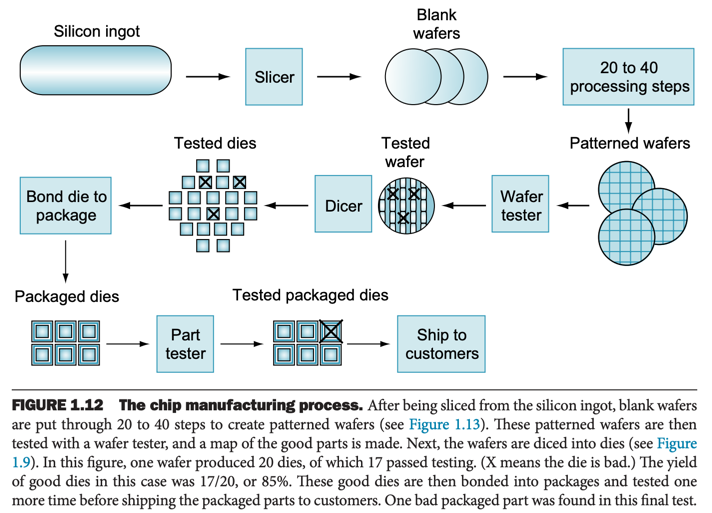 Silicon ingot
Slicer
Blank
wafers
20 to 40
processing steps
Patterned wafers
Wafer
tester
Tested
wafer
Dicer
Tested dies
Bond die to
package
Packaged dies
Part
tester
Tested packaged dies
Ship to
customers
FIGURE 1.12 The chip manufacturing process. After being sliced from the silicon ingot, blank wafers
are put through 20 to 40 steps to create patterned wafers (see Figure 1.13). These patterned wafers are then
tested with a wafer tester, and a map of the good parts is made. Next, the wafers are diced into dies (see Figure
1.9). In this figure, one wafer produced 20 dies, of which 17 passed testing. (X means the die is bad.) The yield
of good dies in this case was 17/20, or 85%. These good dies are then bonded into packages and tested one
more time before shipping the packaged parts to customers. One bad packaged part was found in this final test.